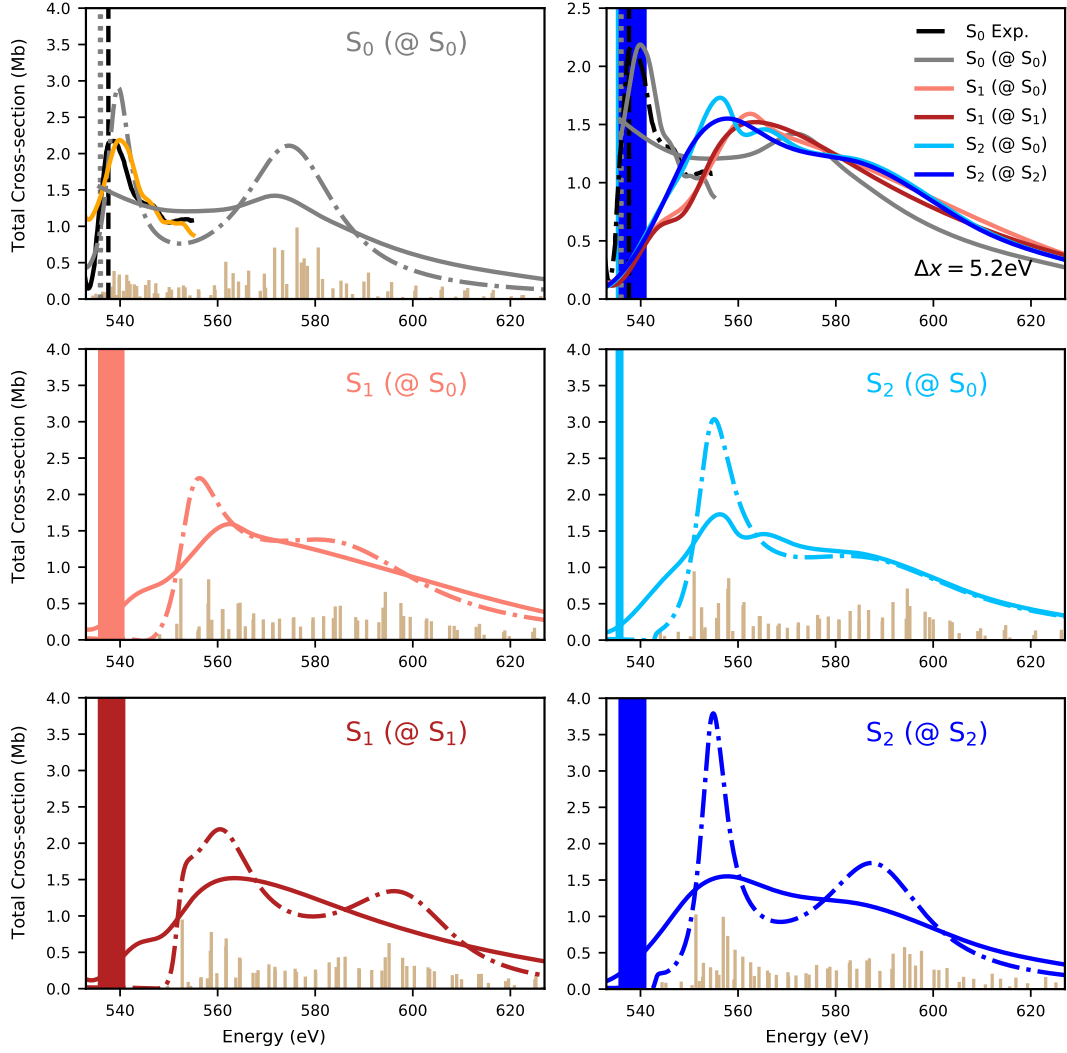 Total Cross-section (Mb)
4.0
3.5
3.0
2.5
2.0
1.5
1.0
0.5
0.0
S₀ (@ S₀)
540 560 580 600 620
2.5
2.0
1.5
1.0
0.5
0.0
S₀ Exp.
S₀ (@ S₀)
S₁ (@ S₀)
S₁ (@ S₁)
S₂ (@ S₀)
S₂ (@ S₂)
Δx = 5.2eV
540 560 580 600 620
Total Cross-section (Mb)
4.0
3.5
3.0
2.5
2.0
1.5
1.0
0.5
0.0
S₁ (@ S₀)
540 560 580 600 620
4.0
3.5
3.0
2.5
2.0
1.5
1.0
0.5
0.0
S₂ (@ S₀)
540 560 580 600 620
Total Cross-section (Mb)
4.0
3.5
3.0
2.5
2.0
1.5
1.0
0.5
0.0
S₁ (@ S₁)
540 560 580 600 620
Energy (eV)
4.0
3.5
3.0
2.5
2.0
1.5
1.0
0.5
0.0
S₂ (@ S₂)
540 560 580 600 620
Energy (eV)